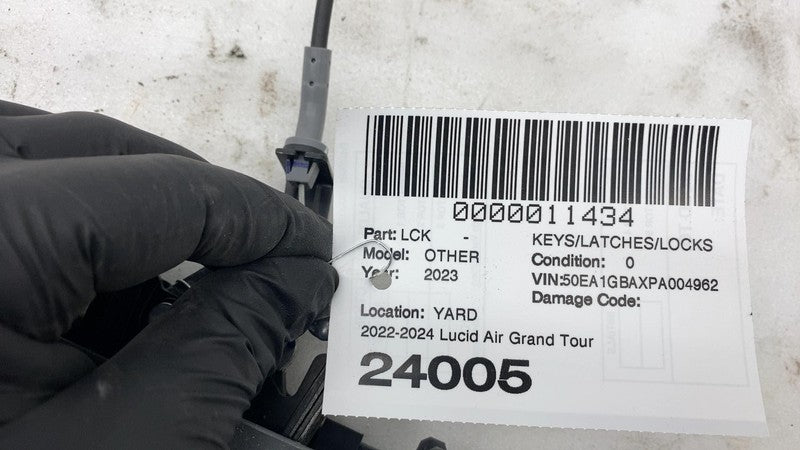 0000011434
Part: LCK - KEYS/LATCHES/LOCKS
Model: OTHER Condition: 0
Year: 2023 VIN:50EA1GBAXPA004962
Damage Code:
Location: YARD
2022-2024 Lucid Air Grand Tour
24005